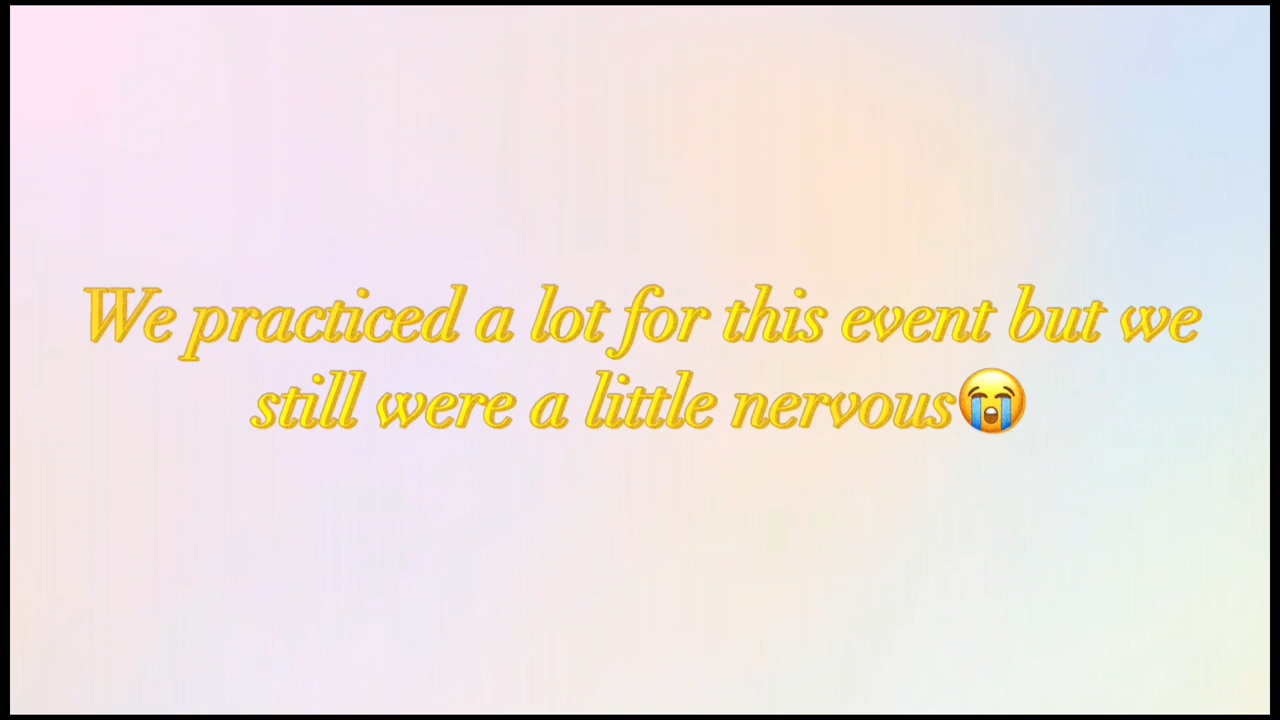 We practiced a lot for this event but we
still were a little nervous😭